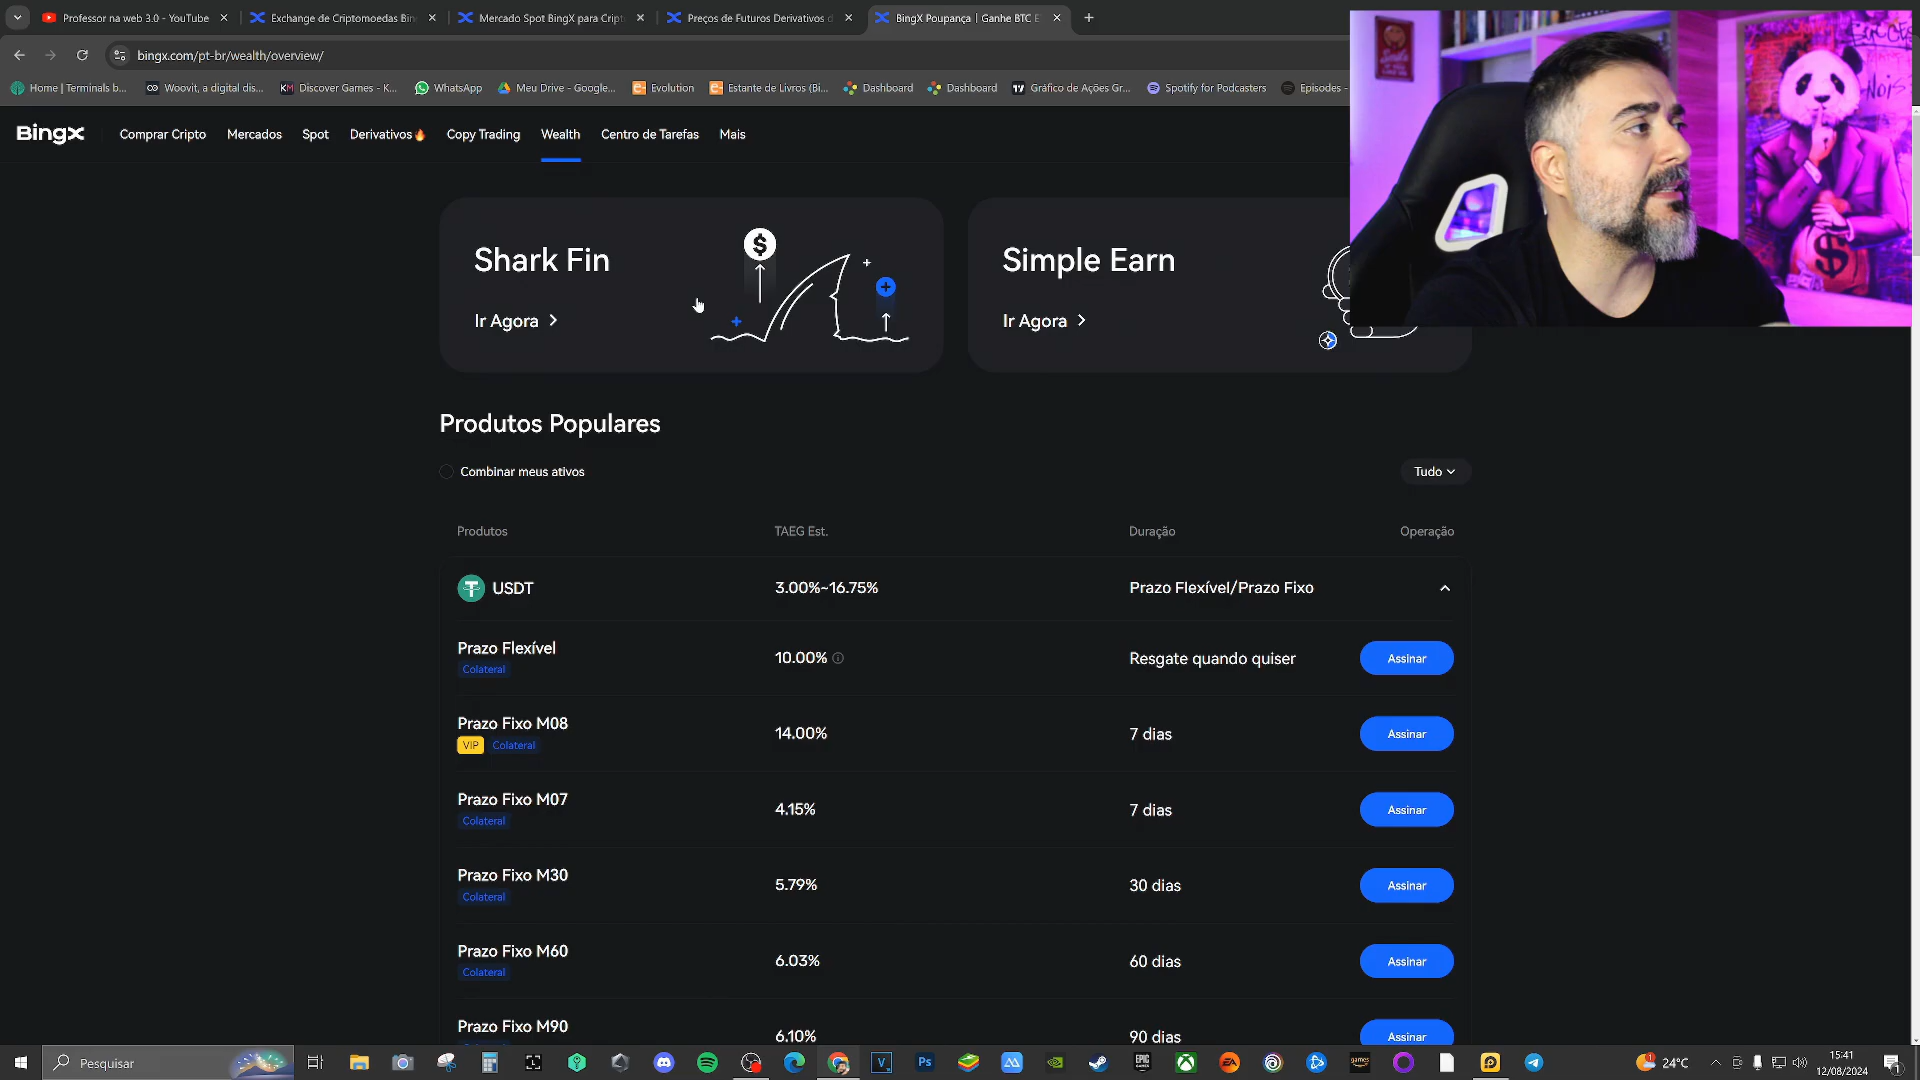 Professor na web 3.0 - YouTube
Exchange de Criptomoedas Bin
Mercado Spot BingX para Cript
Preços de Futuros Derivativos d
BingX Poupança | Ganhe BTC E
bingx.com/pt-br/wealth/overview/
Home | Terminals b...
Woovit, a digital dis...
Discover Games - K...
WhatsApp
Meu Drive - Google...
Evolution
Estante de Livros (Bi...
Dashboard
Dashboard
Gráfico de Ações Gr...
Spotify for Podcasters
Episodes -
BingX
Comprar Cripto
Mercados
Spot
Derivativos
Copy Trading
Wealth
Centro de Tarefas
Mais
Shark Fin
Ir Agora
Simple Earn
Ir Agora
Produtos Populares
Combinar meus ativos
Tudo
Produtos TAEG Est. Duração Operação
USDT 3.00%~16.75% Prazo Flexível/Prazo Fixo
Prazo Flexível
Colateral
10.00% Resgate quando quiser Assinar
Prazo Fixo M08
VIP Colateral
14.00% 7 dias Assinar
Prazo Fixo M07
Colateral
4.15% 7 dias Assinar
Prazo Fixo M30
Colateral
5.79% 30 dias Assinar
Prazo Fixo M60
Colateral
6.03% 60 dias Assinar
Prazo Fixo M90
6.10% 90 dias Assinar
Pesquisar
24°C
15:41
12/08/2024